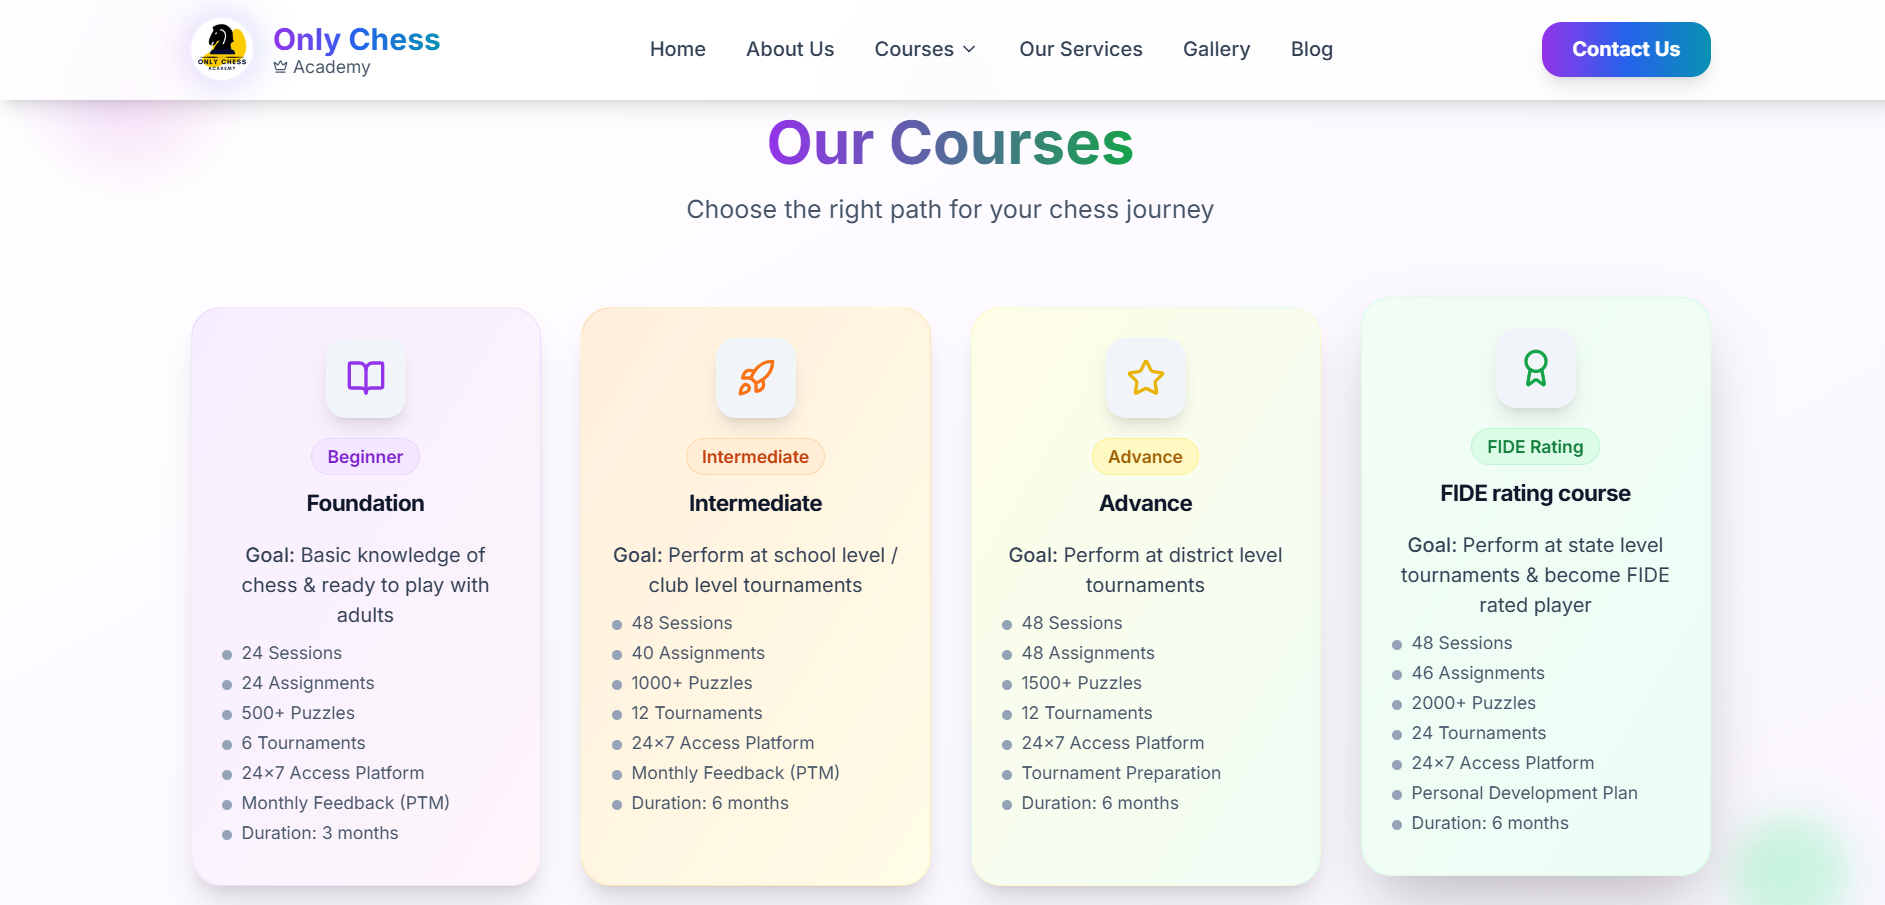 ONLY CHESS
ACADEMY
Only Chess
Academy
Home
About Us
Courses
Our Services
Gallery
Blog
Contact Us
Our Courses
Choose the right path for your chess journey
Beginner
Foundation
Goal: Basic knowledge of
chess & ready to play with
adults
24 Sessions
24 Assignments
500+ Puzzles
6 Tournaments
24×7 Access Platform
Monthly Feedback (PTM)
Duration: 3 months
Intermediate
Intermediate
Goal: Perform at school level /
club level tournaments
48 Sessions
40 Assignments
1000+ Puzzles
12 Tournaments
24×7 Access Platform
Monthly Feedback (PTM)
Duration: 6 months
Advance
Advance
Goal: Perform at district level
tournaments
48 Sessions
48 Assignments
1500+ Puzzles
12 Tournaments
24×7 Access Platform
Tournament Preparation
Duration: 6 months
FIDE Rating
FIDE rating course
Goal: Perform at state level
tournaments & become FIDE
rated player
48 Sessions
46 Assignments
2000+ Puzzles
24 Tournaments
24×7 Access Platform
Personal Development Plan
Duration: 6 months